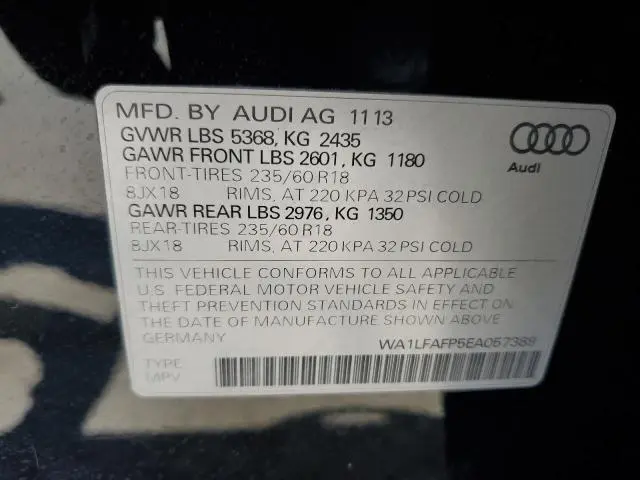 MFD. BY AUDI AG 11 13
GVWR LBS 5368, KG 2435
GAWR FRONT LBS 2601, KG 1180
FRONT-TIRES 235/60 R18
8JX18 RIMS, AT 220 KPA 32 PSI COLD
GAWR REAR LBS 2976, KG 1350
REAR-TIRES 235/60 R18
8JX18 RIMS, AT 220 KPA 32 PSI COLD
Audi
THIS VEHICLE CONFORMS TO ALL APPLICABLE
U.S. FEDERAL MOTOR VEHICLE SAFETY AND
THEFT PREVENTION STANDARDS IN EFFECT ON
THE DATE OF MANUFACTURE SHOWN ABOVE
GERMANY WA1LFAFP5EA057389
TYPE
MPV